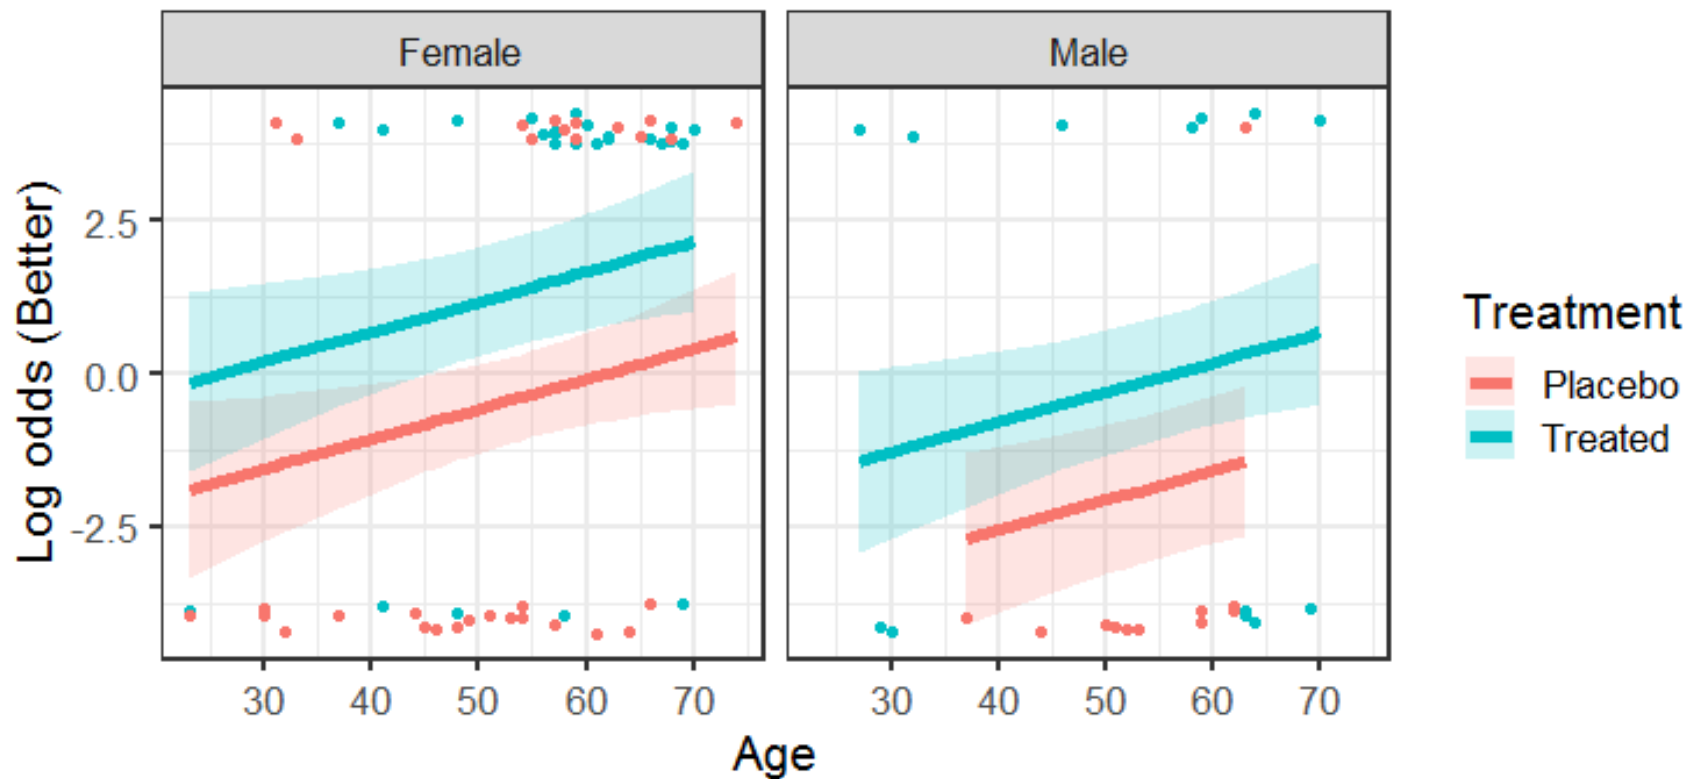 Female
Male
Log odds (Better)
2.5
0.0
-2.5
30 40 50 60 70
30 40 50 60 70
Age
Treatment
Placebo
Treated